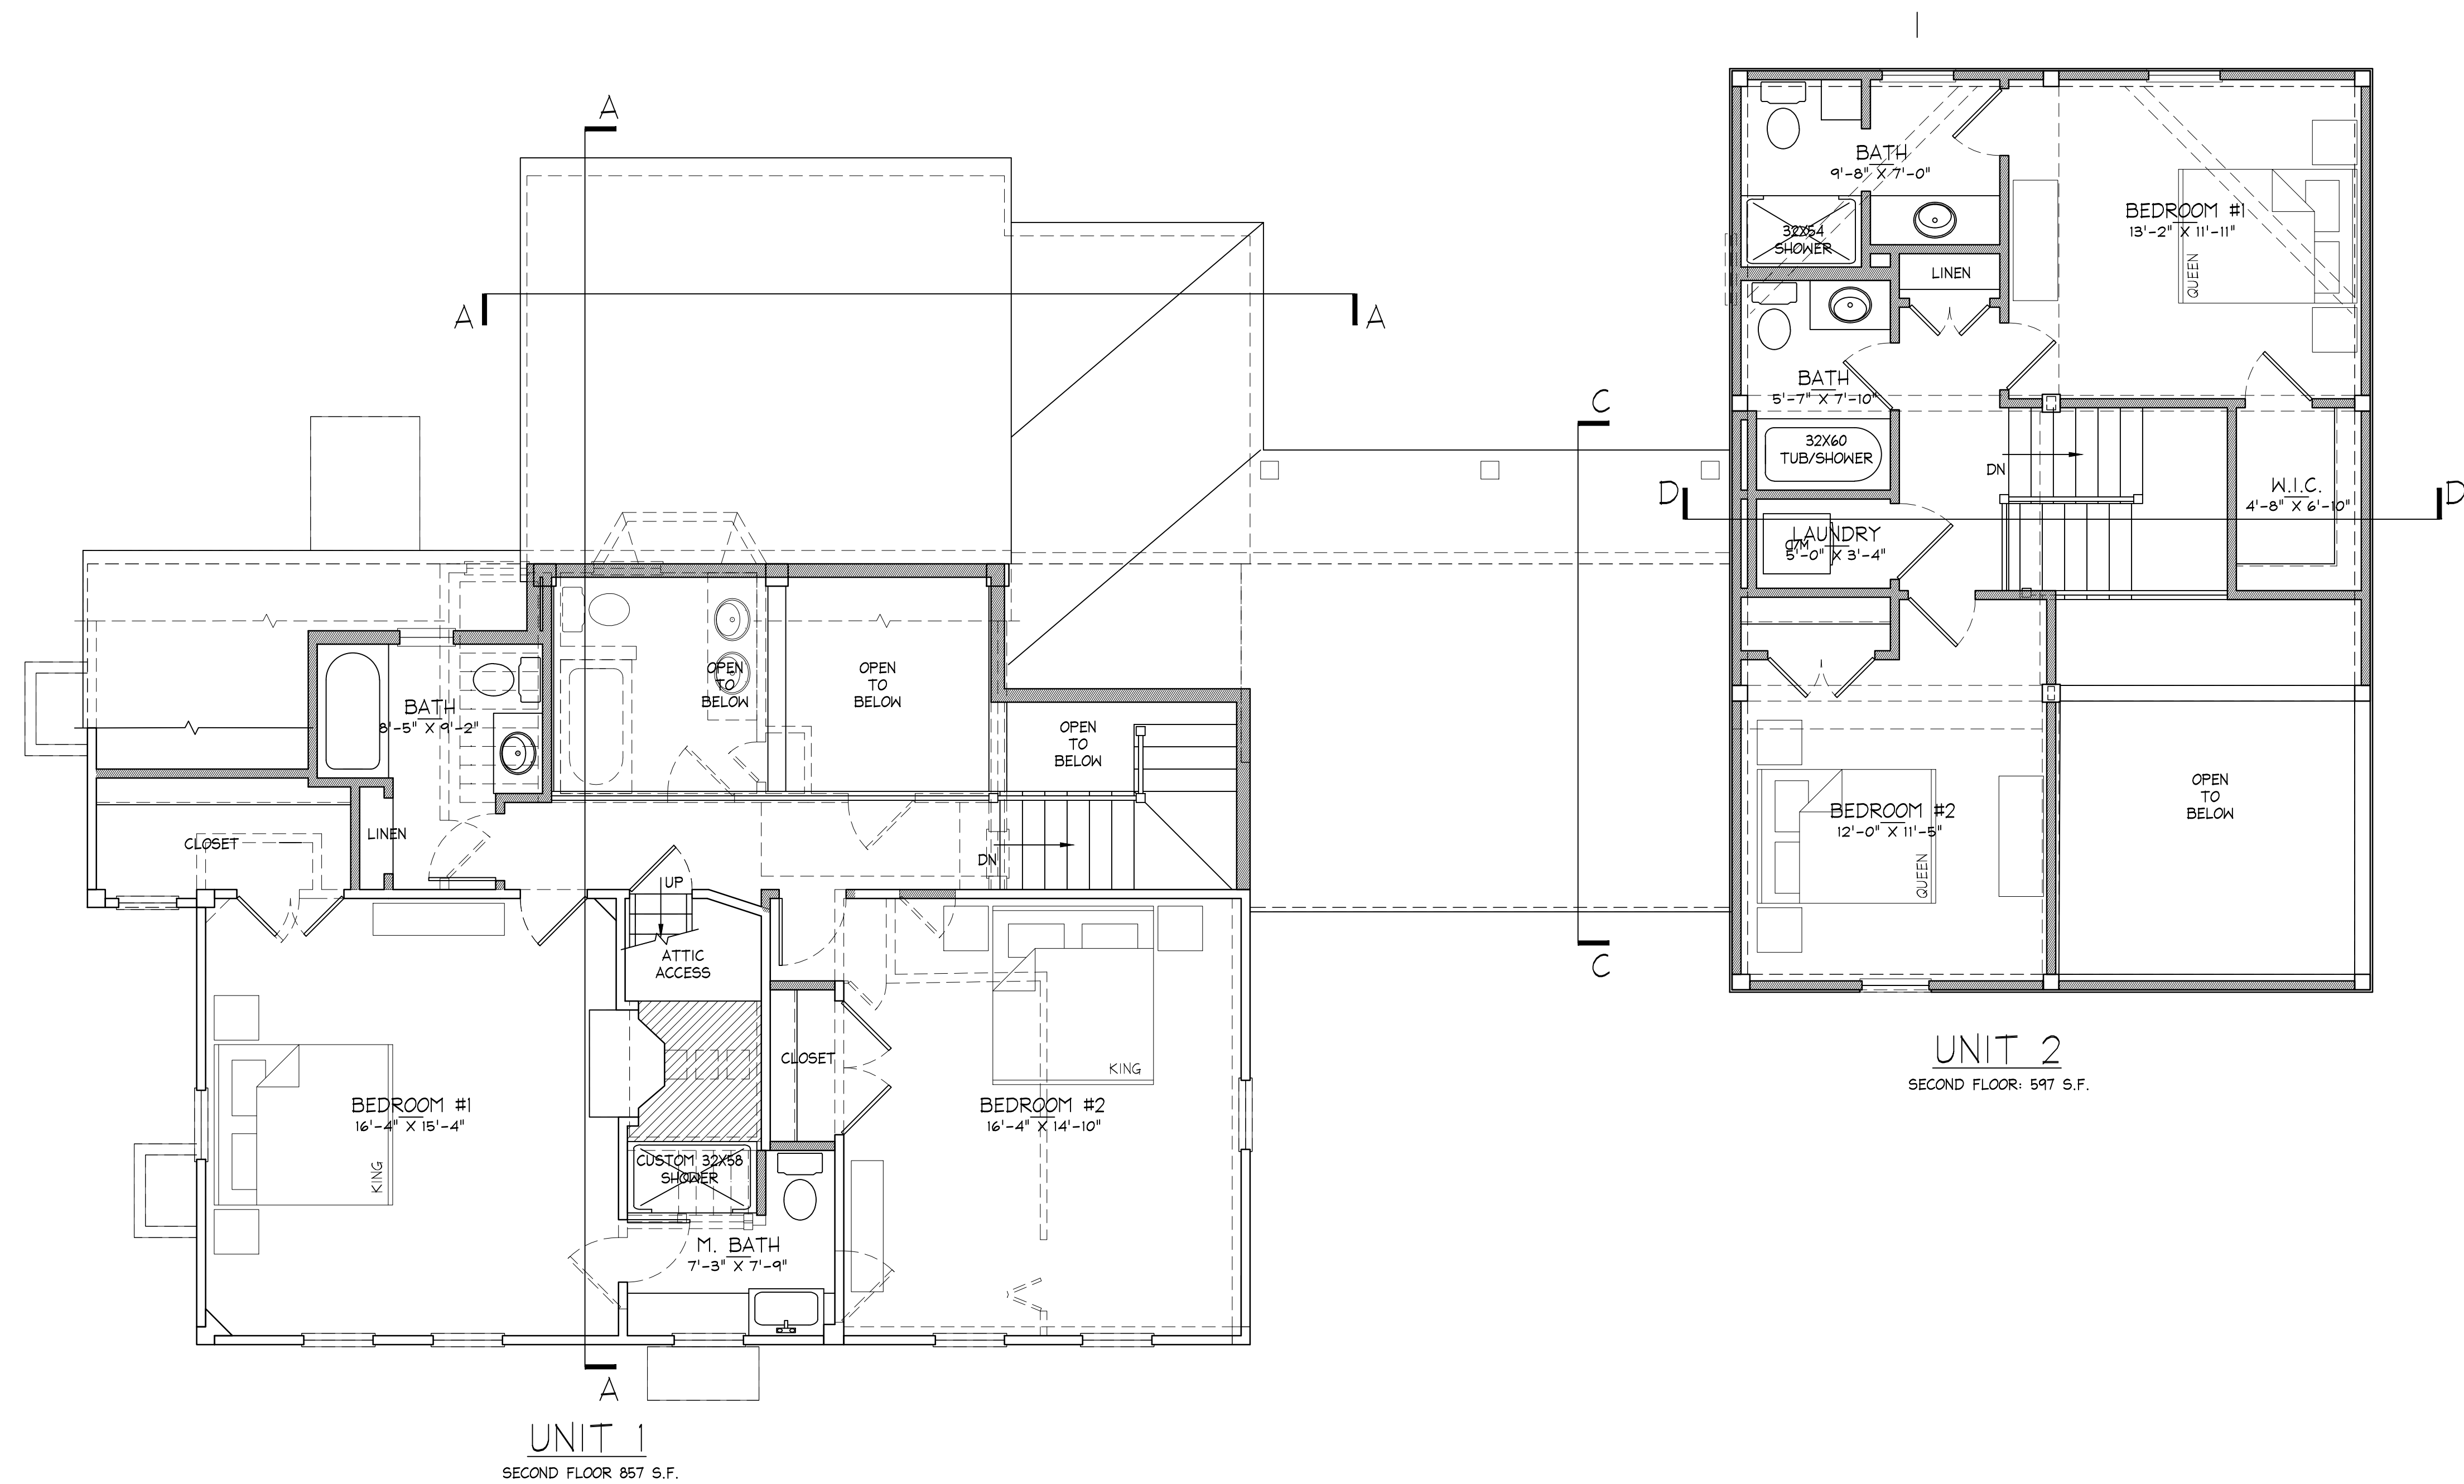 A
A
A
BATH
8'-5" X 9'-2"
OPEN
TO
BELOW
OPEN
TO
BELOW
OPEN
TO
BELOW
CLOSET
LINEN
UP
DN
ATTIC
ACCESS
CLOSET
KING
BEDROOM #1
16'-4" X 15'-4"
KING
BEDROOM #2
16'-4" X 14'-10"
CUSTOM 32X58
SHOWER
M. BATH
7'-3" X 7'-9"
A
UNIT 1
SECOND FLOOR 857 S.F.
C
C
BATH
9'-8" X 7'-0"
32X54
SHOWER
LINEN
BEDROOM #1
13'-2" X 11'-11"
QUEEN
BATH
5'-7" X 7'-10"
32X60
TUB/SHOWER
DN
W.I.C.
4'-8" X 6'-10"
D
D
LAUNDRY
5'-0" X 3'-4"
BEDROOM #2
12'-0" X 11'-5"
QUEEN
OPEN
TO
BELOW
UNIT 2
SECOND FLOOR: 597 S.F.